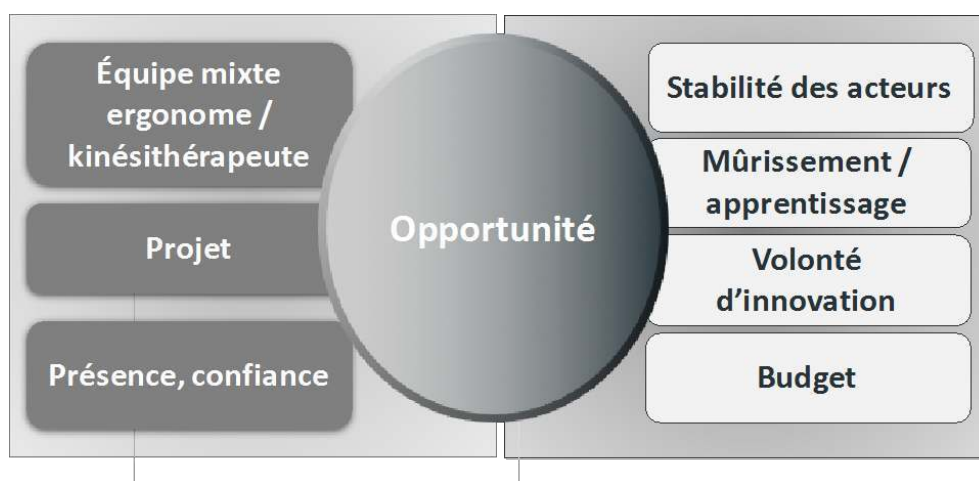 Équipe mixte
ergonome /
kinésithérapeute
Projet
Présence, confiance
Opportunité
Stabilité des acteurs
Mûrissement /
apprentissage
Volonté
d’innovation
Budget